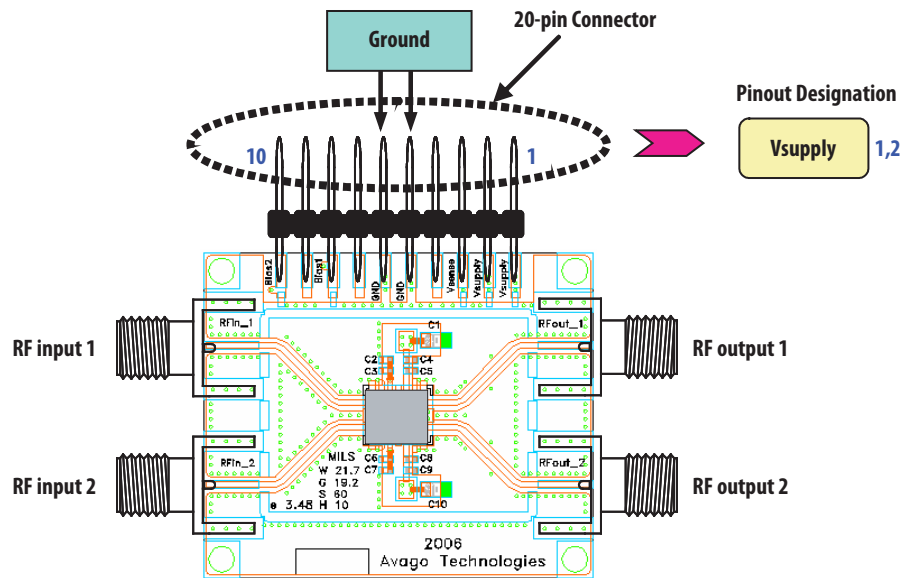 20-pin Connector
Ground
Pinout Designation
10
1
Vsupply
1,2
Bias2
Bias1
GND
GND
Vsense
Vsupply
Vsupply
RFin_1
C1
RFout_1
RF input 1
RF output 1
C2
C4
C3
C5
RFin_2
MILS
C6
C8
RFout_2
W 21.7
C7
C9
G 19.2
RF input 2
RF output 2
S 60
e 3.48 H 10
C10
2006
Avago Technologies